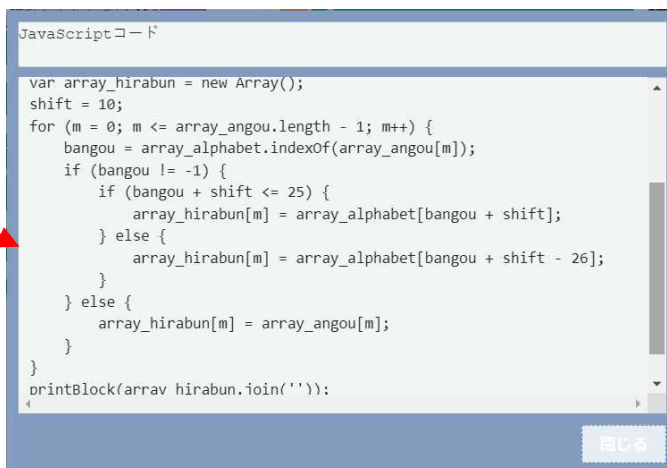 JavaScriptコード
var array_hirabun = new Array();
shift = 10;
for (m = 0; m <= array_angou.length - 1; m++) {
    bangou = array_alphabet.indexOf(array_angou[m]);
    if (bangou != -1) {
        if (bangou + shift <= 25) {
            array_hirabun[m] = array_alphabet[bangou + shift];
        } else {
            array_hirabun[m] = array_alphabet[bangou + shift - 26];
        }
    } else {
        array_hirabun[m] = array_angou[m];
    }
}
printBlock(array_hirabun.join(''));
閉じる